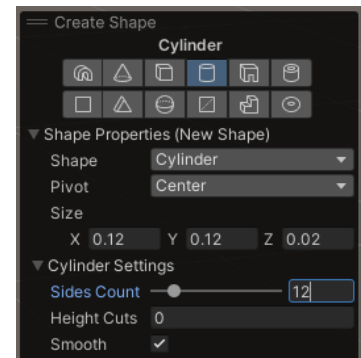 Create Shape
Cylinder
Shape Properties (New Shape)
Shape Cylinder
Pivot Center
Size
X 0.12 Y 0.12 Z 0.02
Cylinder Settings
Sides Count 12
Height Cuts 0
Smooth